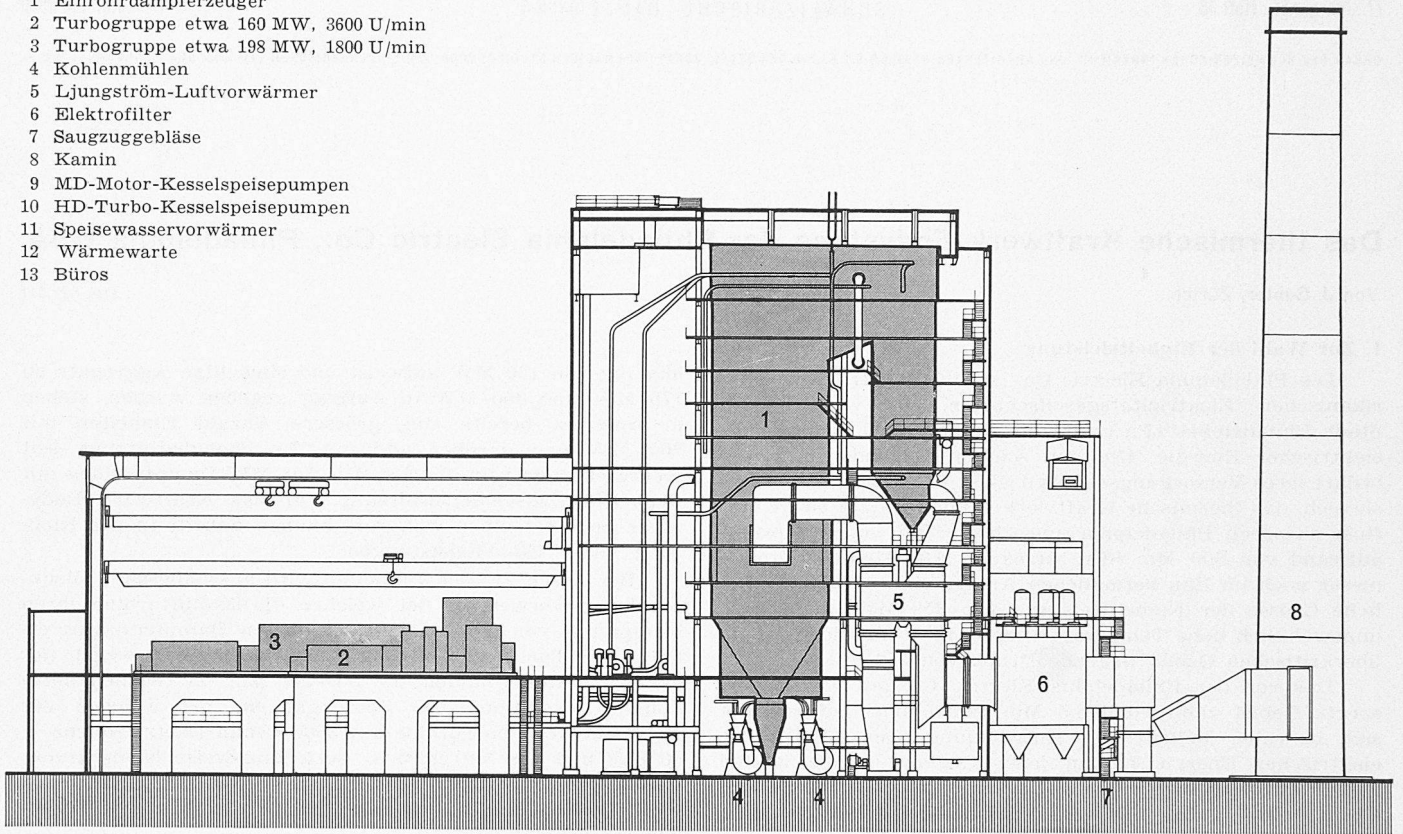 1 Einrohrdampferzeuger
2 Turbogruppe etwa 160 MW, 3600 U/min
3 Turbogruppe etwa 198 MW, 1800 U/min
4 Kohlenmühlen
5 Ljungström-Luftvorwärmer
6 Elektrofilter
7 Saugzuggebläse
8 Kamin
9 MD-Motor-Kesselspeisepumpen
10 HD-Turbo-Kesselspeisepumpen
11 Speisewasservorwärmer
12 Wärmewarte
13 Büros
1
5
8
3
2
6
4
4
7